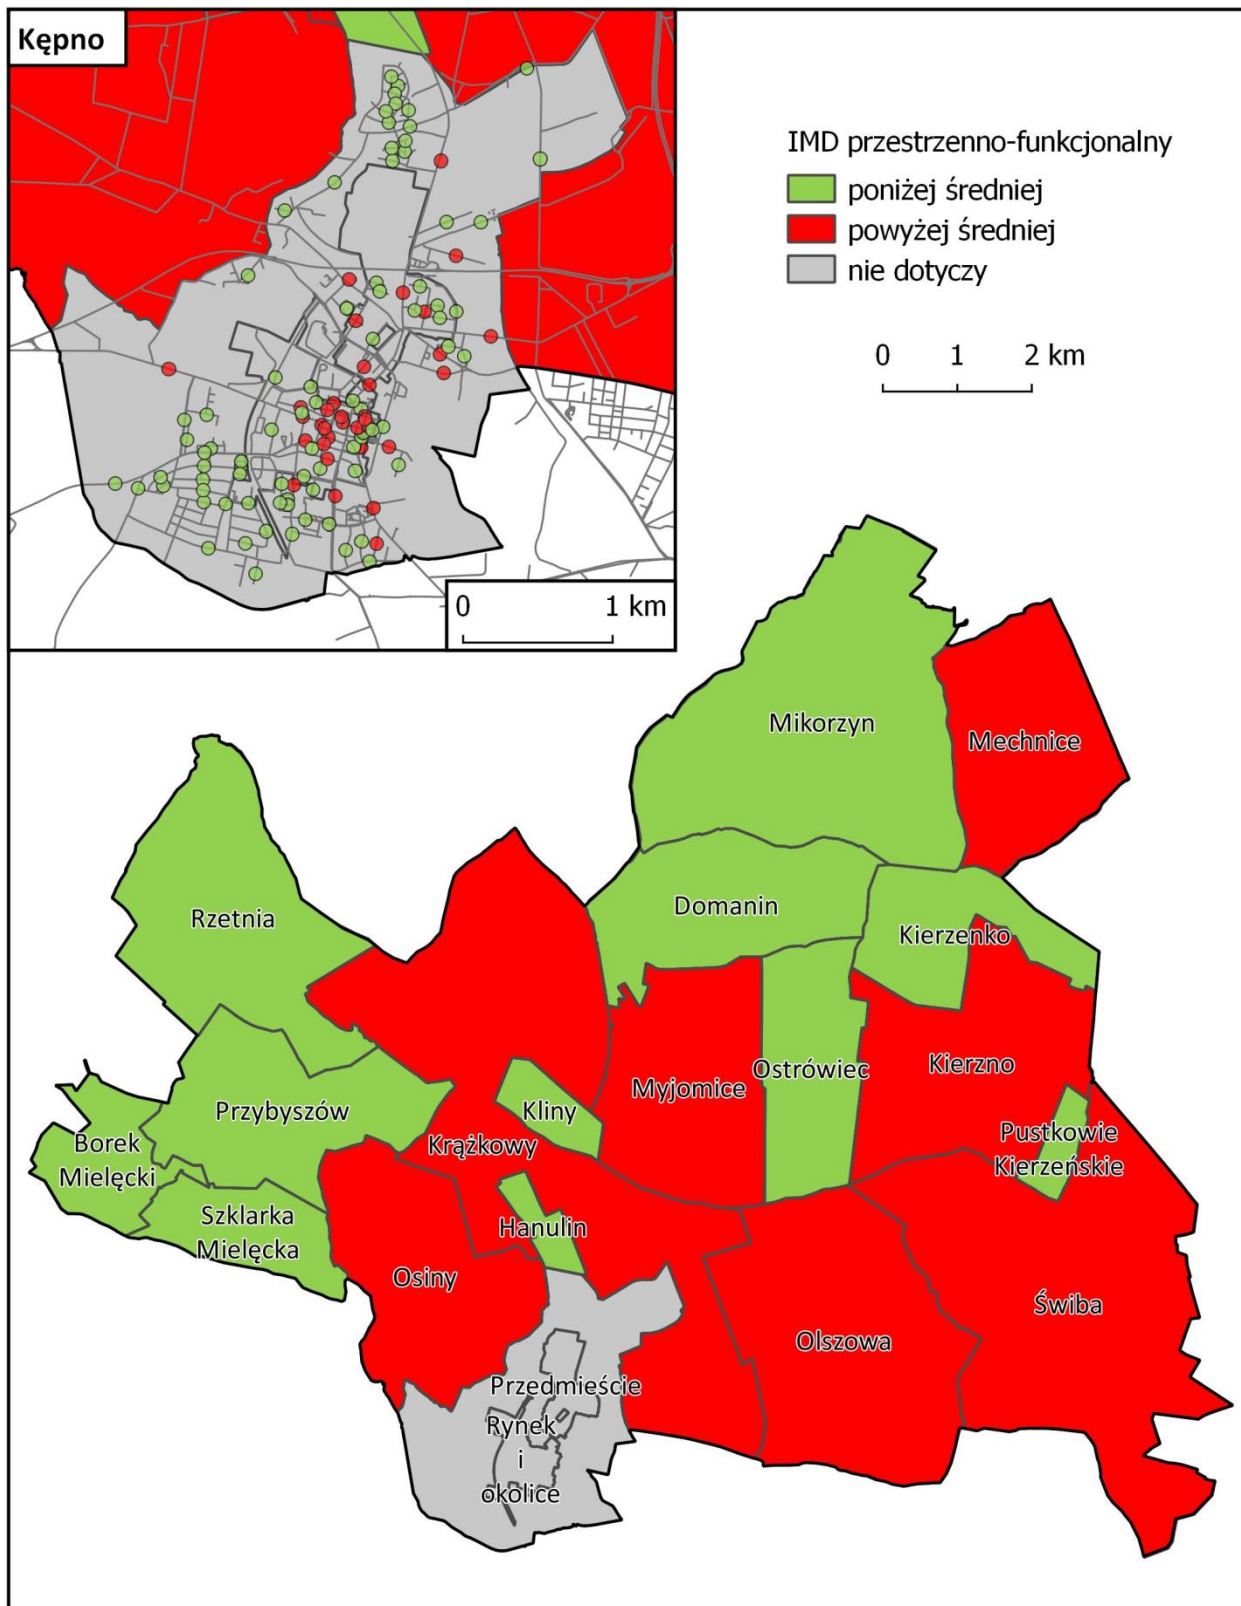 Kępno
IMD przestrzenno-funkcjonalny
poniżej średniej
powyżej średniej
nie dotyczy
0 1 2 km
0 1 km
Mikorzyn
Mechnice
Rzetnia
Domanin
Kierzenko
Przybyszów
Kliny
Myjomice
Ostrówiec
Kierzno
Borek
Mielęcki
Krążkowy
Pustkowie
Kierzeńskie
Szklarka
Mielęcka
Hanulin
Osiny
Świba
Olszowa
Przedmieście
Rynek
i
okolice